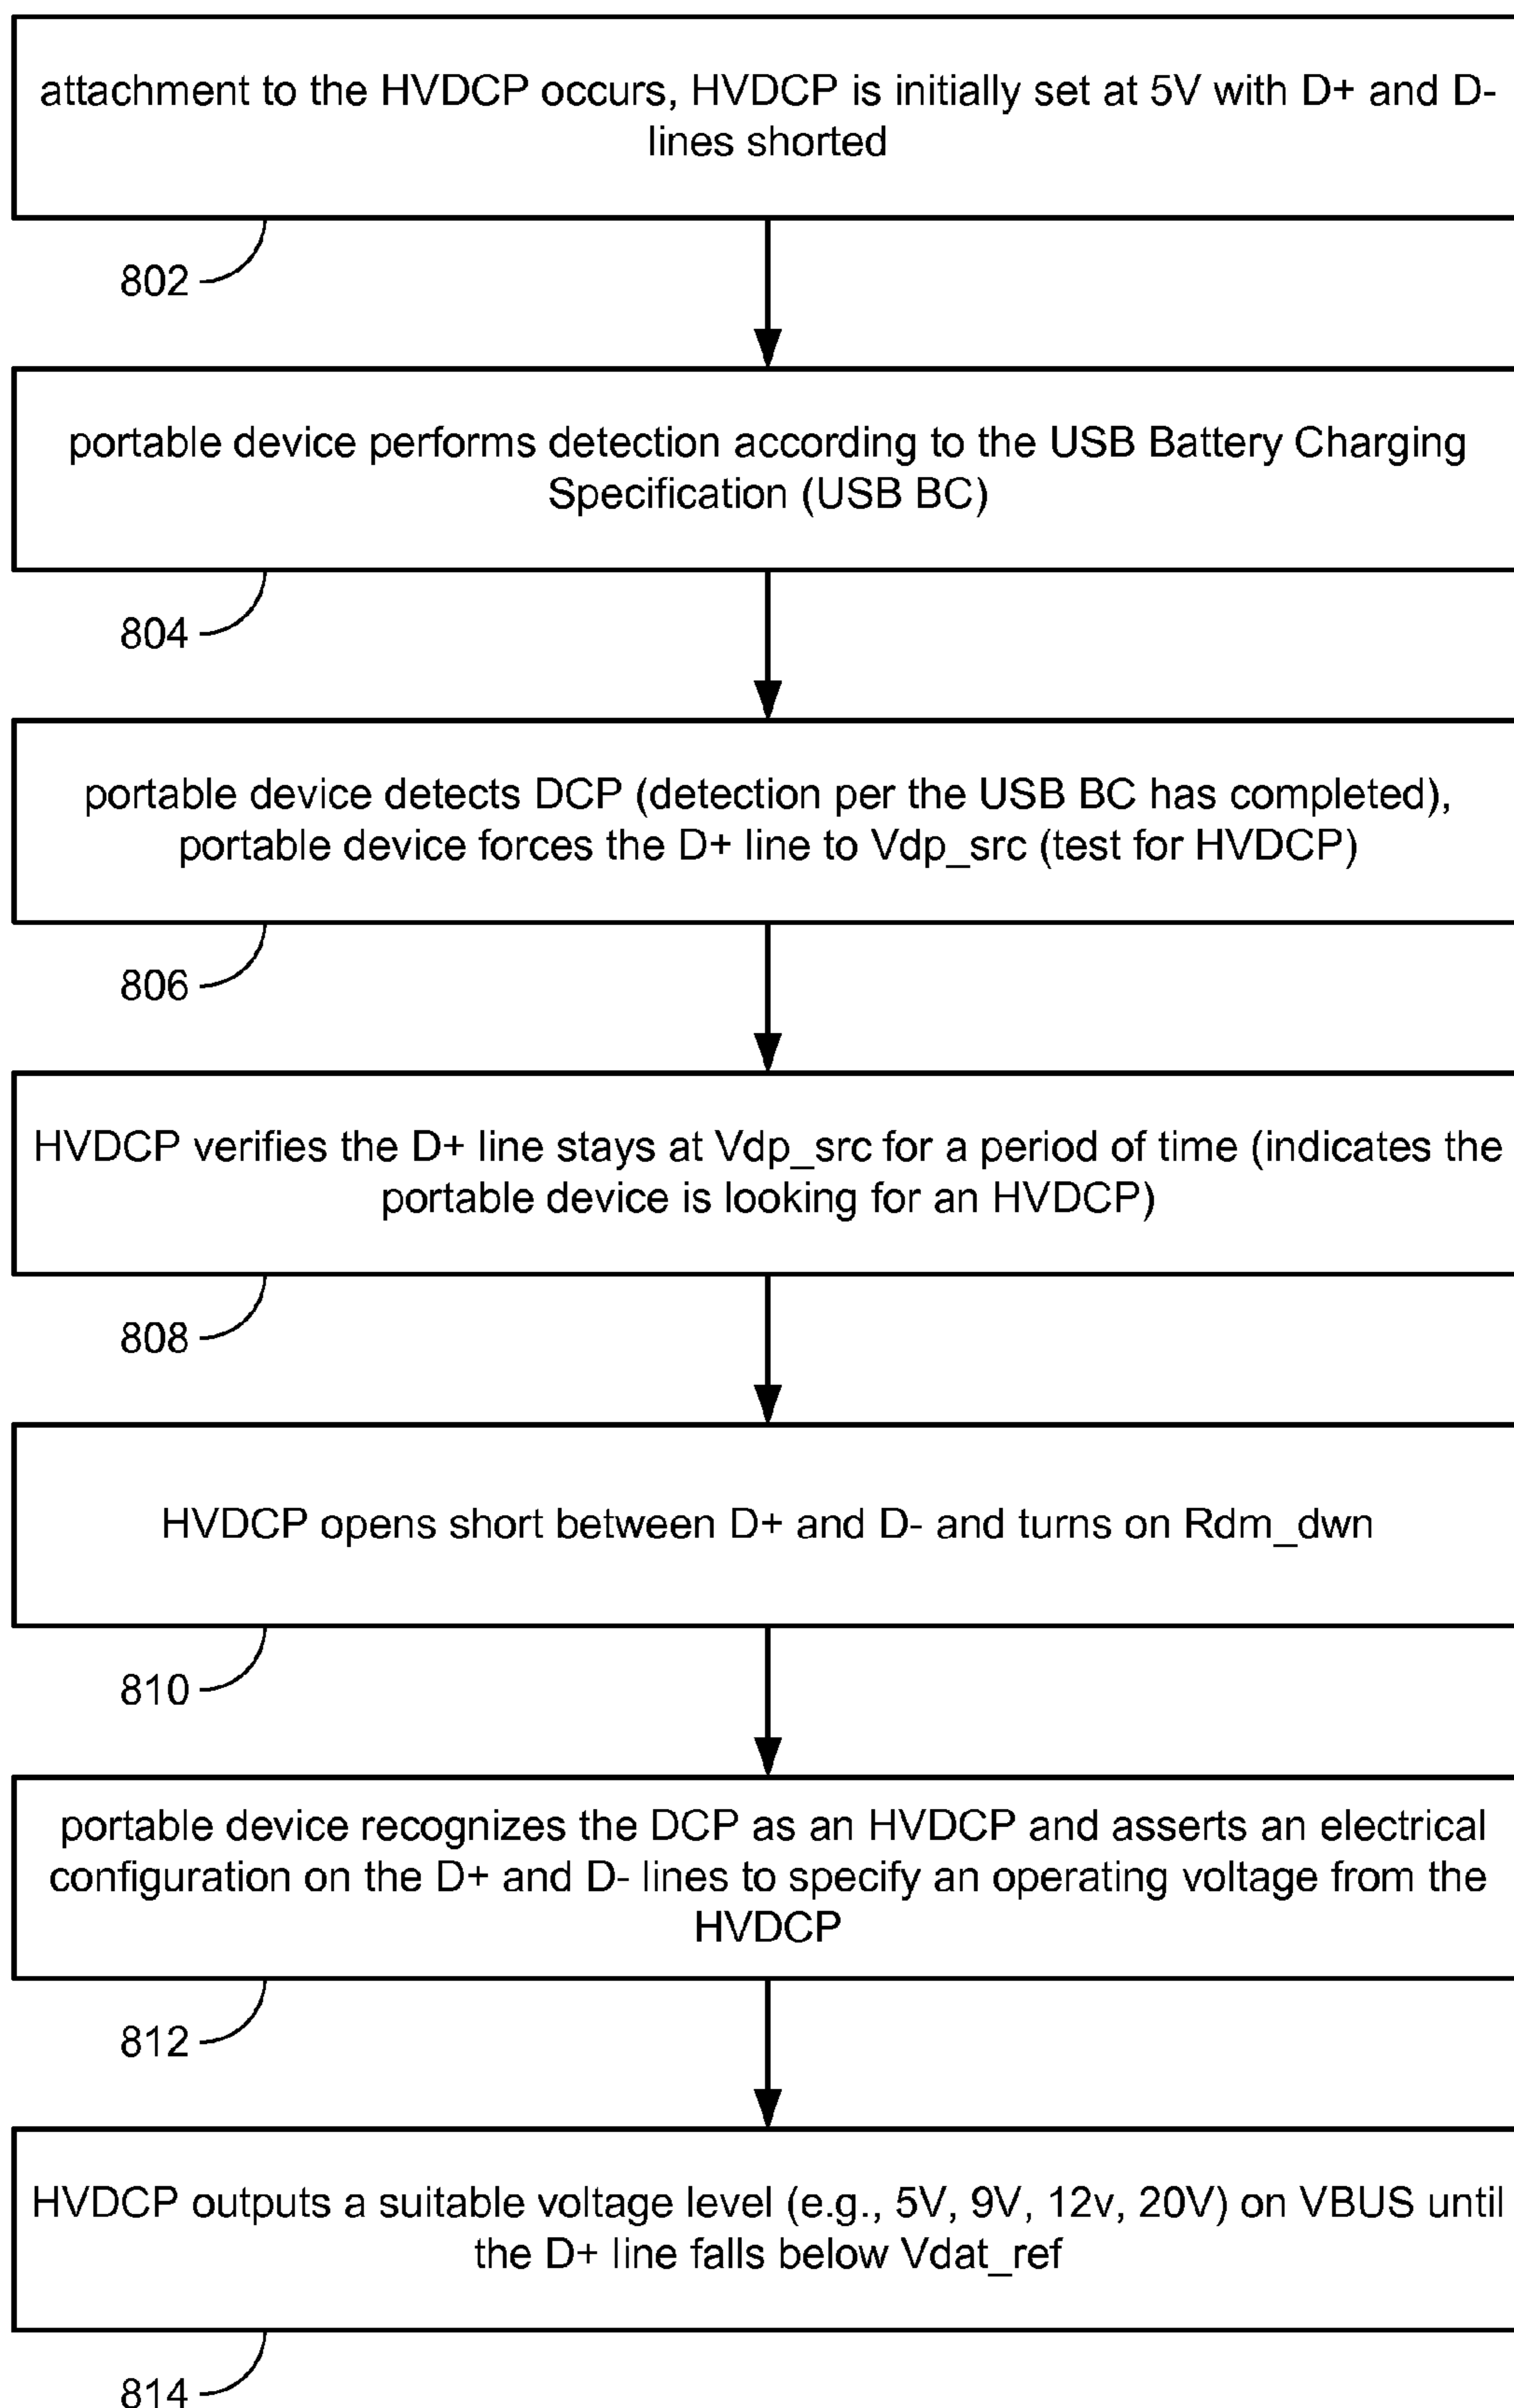 attachment to the HVDCP occurs, HVDCP is initially set at 5V with D+ and D-
lines shorted
802
portable device performs detection according to the USB Battery Charging
Specification (USB BC)
804
portable device detects DCP (detection per the USB BC has completed),
portable device forces the D+ line to Vdp_src (test for HVDCP)
806
HVDCP verifies the D+ line stays at Vdp_src for a period of time (indicates the
portable device is looking for an HVDCP)
808
HVDCP opens short between D+ and D- and turns on Rdm_dwn
810
portable device recognizes the DCP as an HVDCP and asserts an electrical
configuration on the D+ and D- lines to specify an operating voltage from the
HVDCP
812
HVDCP outputs a suitable voltage level (e.g., 5V, 9V, 12v, 20V) on VBUS until
the D+ line falls below Vdat_ref
814